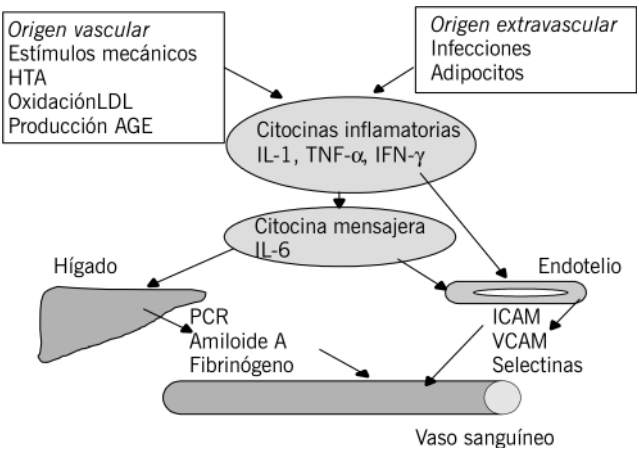 Origen vascular
Estímulos mecánicos
HTA
OxidaciónLDL
Producción AGE
Origen extravascular
Infecciones
Adipocitos
Citocinas inflamatorias
IL-1, TNF-α, IFN-γ
Citocina mensajera
IL-6
Hígado
Endotelio
PCR
Amiloide A
Fibrinógeno
ICAM
VCAM
Selectinas
Vaso sanguíneo